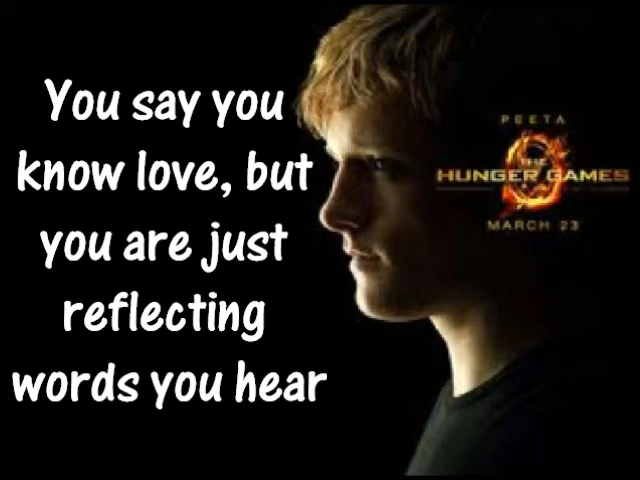 You say you
know love, but
you are just
reflecting
words you hear
PEETA
THE
HUNGER GAMES
MARCH 23